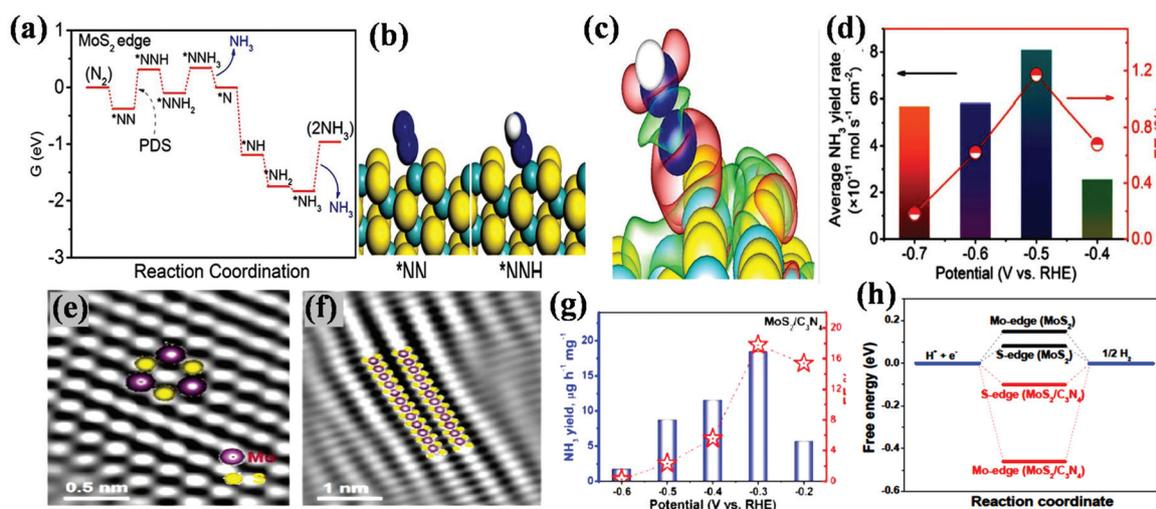 (a)
MoS₂ edge
G (eV)
1
0
-1
-2
-3
(N₂)
*NN
*NNH
PDS
*NNH₂
*NNH₃
NH₃
*N
*NH
*NH₂
*NH₃
(2NH₃)
NH₃
Reaction Coordination
(b)
*NN
*NNH
(c)
(d)
Average NH₃ yield rate
(×10⁻¹¹ mol s⁻¹ cm⁻²)
8
6
4
2
0
1.2
0.8
0.4
0.0
-0.7 -0.6 -0.5 -0.4
Potential (V vs. RHE)
(e)
Mo
S
0.5 nm
(f)
1 nm
(g)
MoS₂/C₃N₄
NH₃ yield, µg h⁻¹ mg⁻¹
25
20
15
10
5
0
20
16
12
8
4
0
-0.6 -0.5 -0.4 -0.3 -0.2
Potential (V vs. RHE)
(h)
Free energy (eV)
0.3
0.0
-0.3
-0.6
Mo-edge (MoS₂)
H⁺ + e⁻
S-edge (MoS₂)
1/2 H₂
S-edge (MoS₂/C₃N₄)
Mo-edge (MoS₂/C₃N₄)
Reaction coordinate